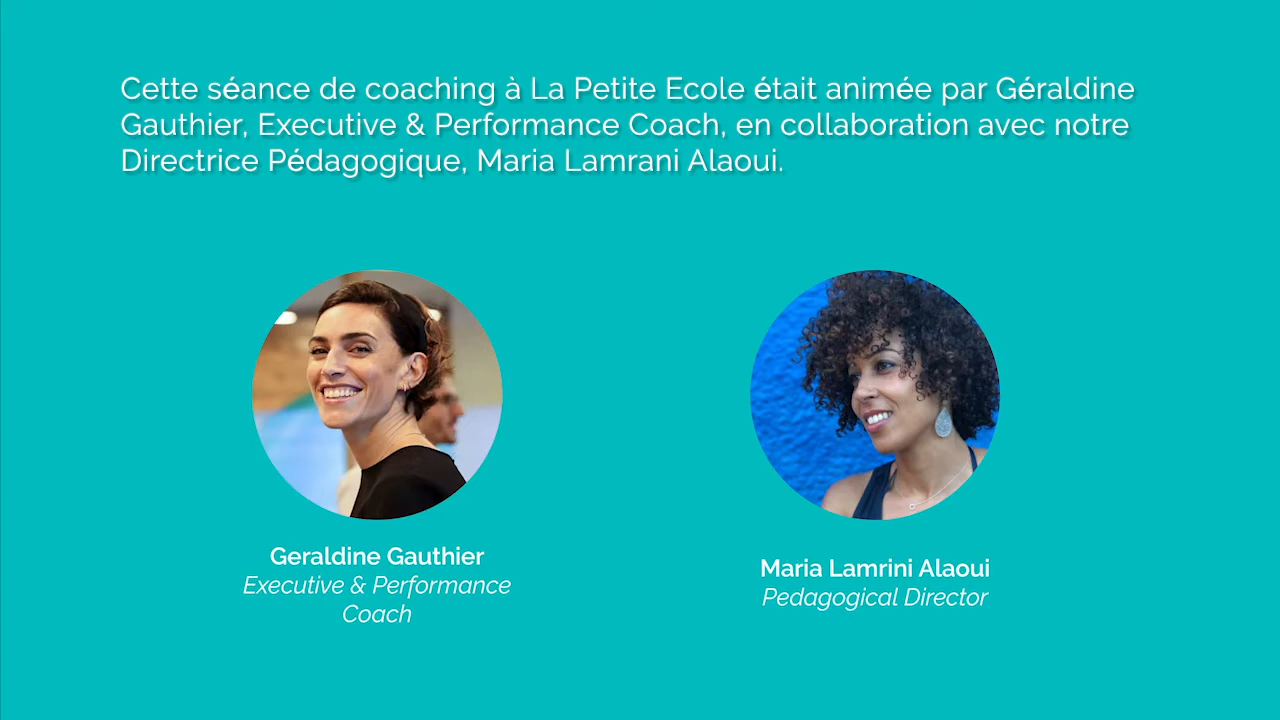 Cette séance de coaching à La Petite Ecole était animée par Géraldine
Gauthier, Executive & Performance Coach, en collaboration avec notre
Directrice Pédagogique, Maria Lamrani Alaoui.
Geraldine Gauthier
Executive & Performance
Coach
Maria Lamrini Alaoui
Pedagogical Director